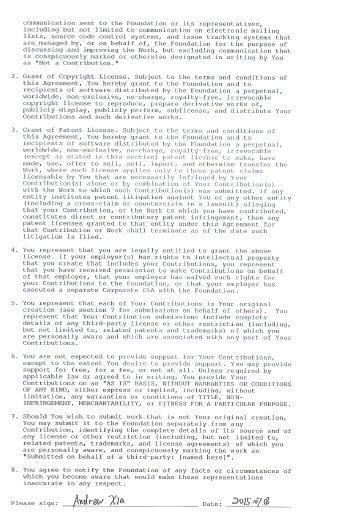 communication sent to the Foundation or its representatives,
including but not limited to communication on electronic mailing
lists, source code control systems, and issue tracking systems that
are managed by, or on behalf of, the Foundation for the purpose of
discussing and improving the Work, but excluding communication that
is conspicuously marked or otherwise designated in writing by You
as "Not a Contribution."
2. Grant of Copyright License. Subject to the terms and conditions of
this Agreement, You hereby grant to the Foundation and to
recipients of software distributed by the Foundation a perpetual,
worldwide, non-exclusive, no-charge, royalty-free, irrevocable
copyright license to reproduce, prepare derivative works of,
publicly display, publicly perform, sublicense, and distribute Your
Contributions and such derivative works.
3. Grant of Patent License. Subject to the terms and conditions of
this Agreement, You hereby grant to the Foundation and to
recipients of software distributed by the Foundation a perpetual,
worldwide, non-exclusive, no-charge, royalty-free, irrevocable
(except as stated in this section) patent license to make, have
made, use, offer to sell, sell, import, and otherwise transfer the
Work, where such license applies only to those patent claims
licensable by You that are necessarily infringed by Your
Contribution(s) alone or by combination of Your Contribution(s)
with the Work to which such Contribution(s) was submitted. If any
entity institutes patent litigation against You or any other entity
(including a cross-claim or counterclaim in a lawsuit) alleging
that your Contribution, or the Work to which you have contributed,
constitutes direct or contributory patent infringement, then any
patent licenses granted to that entity under this Agreement for
that Contribution or Work shall terminate as of the date such
litigation is filed.
4. You represent that you are legally entitled to grant the above
license. If your employer(s) has rights to intellectual property
that you create that includes your Contributions, you represent
that you have received permission to make Contributions on behalf
of that employer, that your employer has waived such rights for
your Contributions to the Foundation, or that your employer has
executed a separate Corporate CLA with the Foundation.
5. You represent that each of Your Contributions is Your original
creation (see section 7 for submissions on behalf of others). You
represent that Your Contribution submissions include complete
details of any third-party license or other restriction (including,
but not limited to, related patents and trademarks) of which you
are personally aware and which are associated with any part of Your
Contributions.
6. You are not expected to provide support for Your Contributions,
except to the extent You desire to provide support. You may provide
support for free, for a fee, or not at all. Unless required by
applicable law or agreed to in writing, You provide Your
Contributions on an "AS IS" BASIS, WITHOUT WARRANTIES OR CONDITIONS
OF ANY KIND, either express or implied, including, without
limitation, any warranties or conditions of TITLE, NON-
INFRINGEMENT, MERCHANTABILITY, or FITNESS FOR A PARTICULAR PURPOSE.
7. Should You wish to submit work that is not Your original creation,
You may submit it to the Foundation separately from any
Contribution, identifying the complete details of its source and of
any license or other restriction (including, but not limited to,
related patents, trademarks, and license agreements) of which you
are personally aware, and conspicuously marking the work as
"Submitted on behalf of a third-party: [named here]".
8. You agree to notify the Foundation of any facts or circumstances of
which you become aware that would make these representations
inaccurate in any respect.
Please sign: Andrew Xia Date: